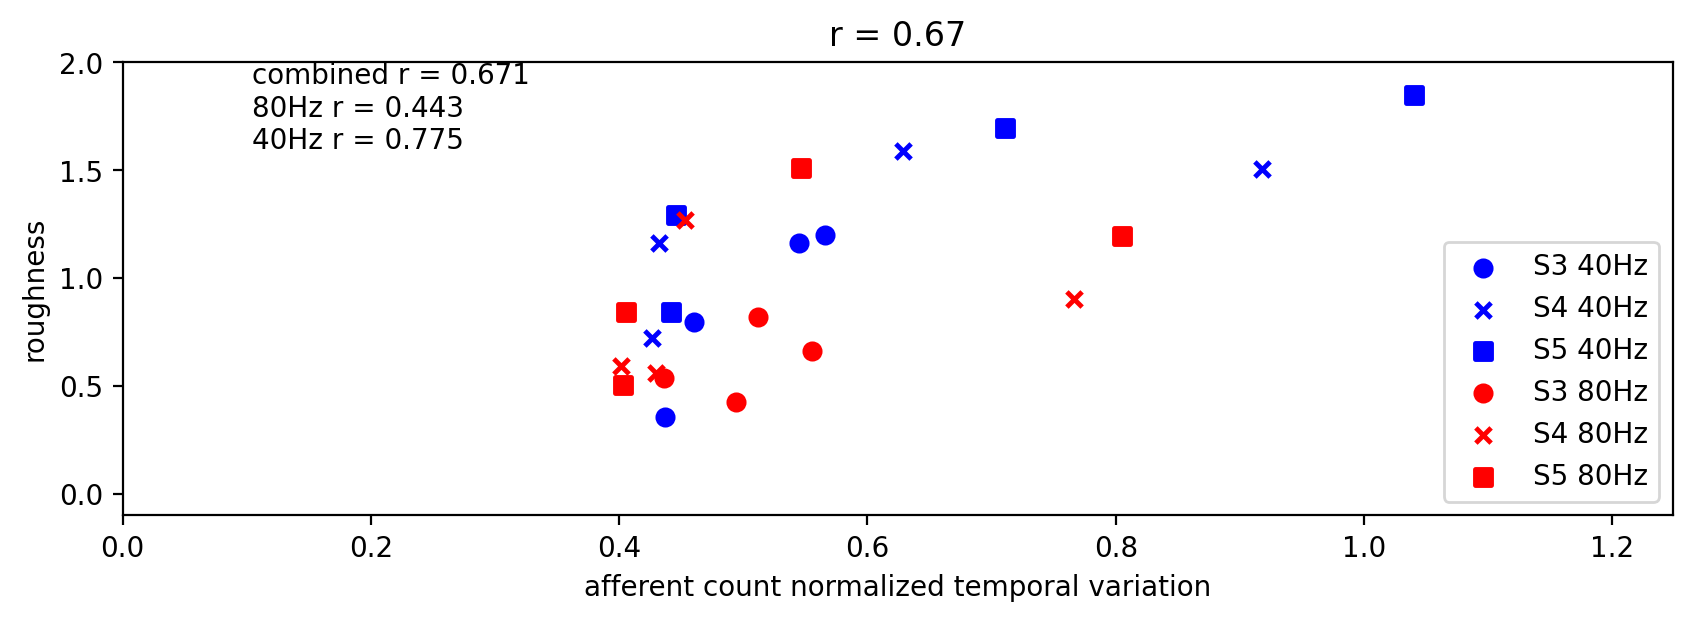 r = 0.67
combined r = 0.671
80Hz r = 0.443
40Hz r = 0.775
2.0
1.5
1.0
0.5
0.0
roughness
S3 40Hz
S4 40Hz
S5 40Hz
S3 80Hz
S4 80Hz
S5 80Hz
0.0 0.2 0.4 0.6 0.8 1.0 1.2
afferent count normalized temporal variation